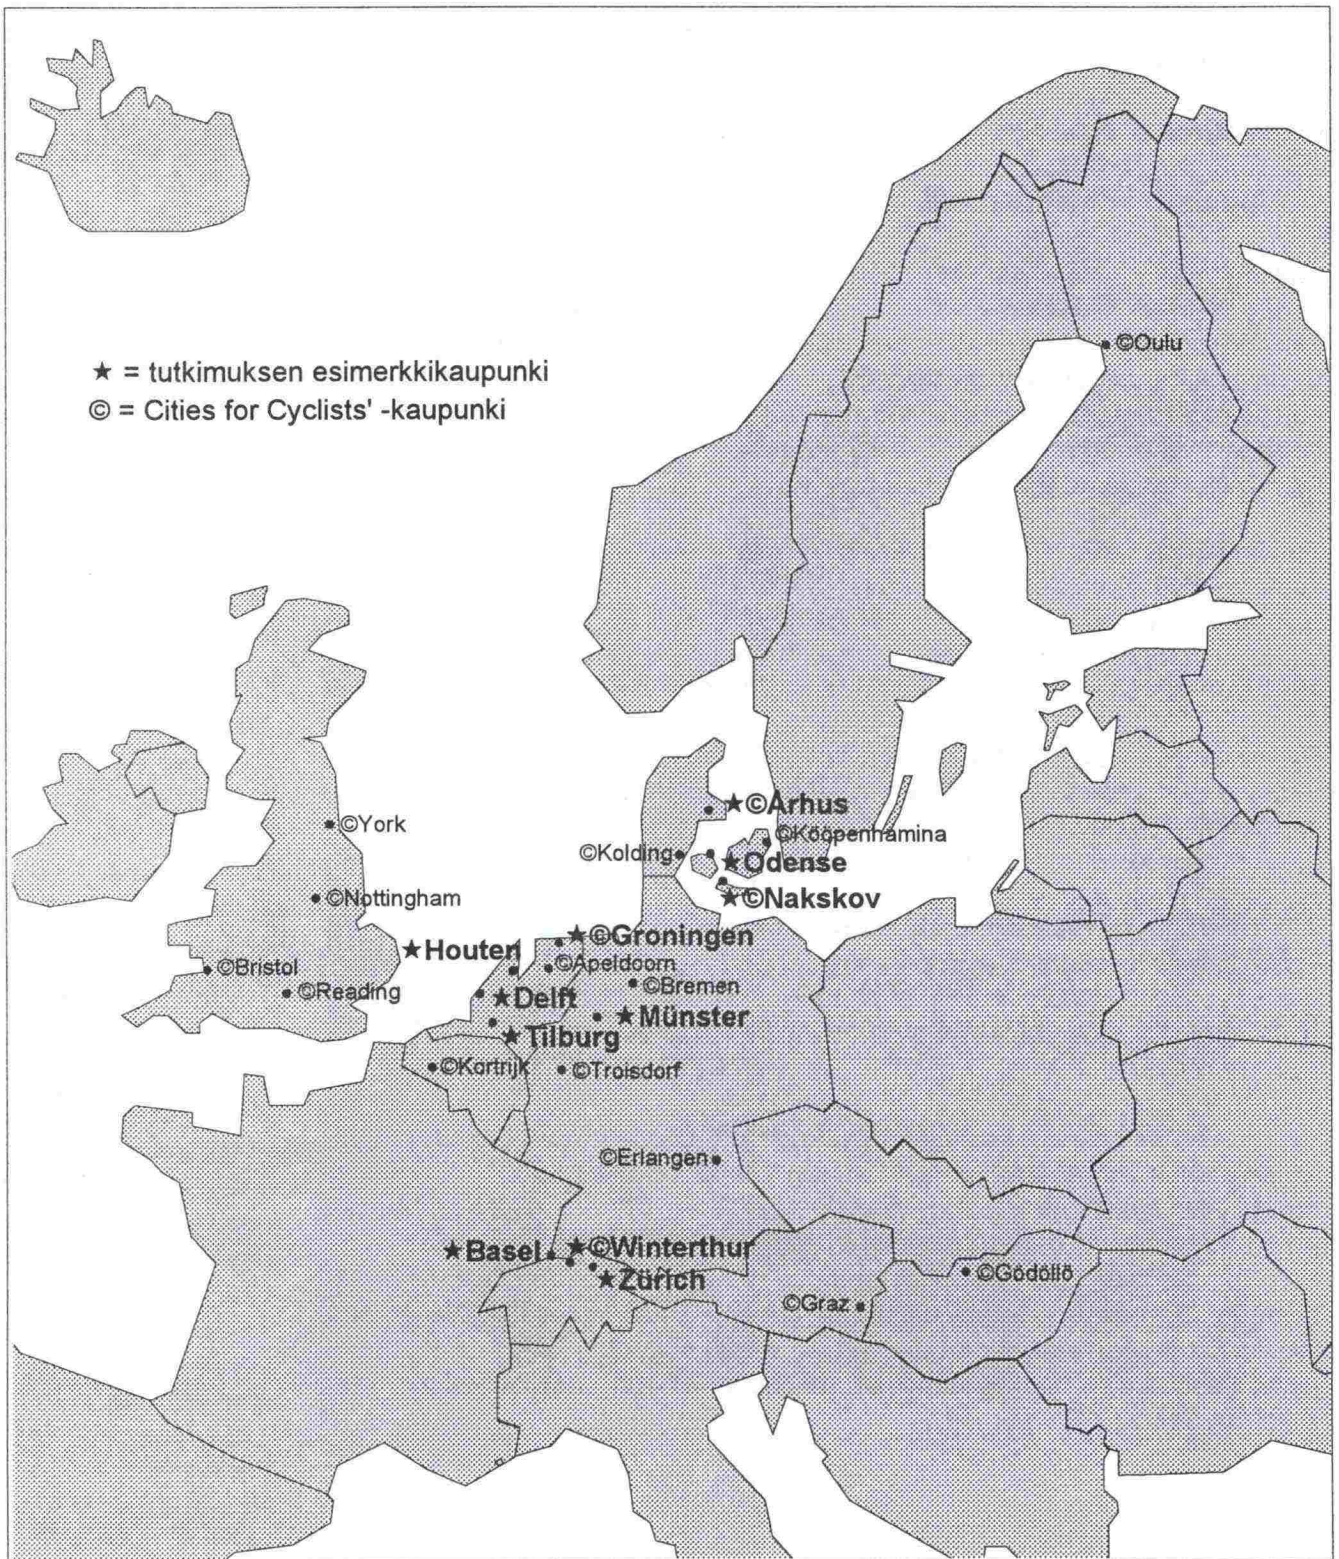 ★ = tutkimuksen esimerkkikaupunki
© = Cities for Cyclists' -kaupunki
©Oulu
★©Århus
©York
©Kööpenhamina
©Kolding
★Odense
©Nottingham
★©Nakskov
★©Groningen
★Houten
©Apeldoorn
©Bristol
©Bremen
©Reading
★Delft
★Münster
★Tilburg
©Kortrijk
©Troisdorf
©Erlangen
★Basel
★©Winterthur
★Zürich
©Gödöllö
©Graz